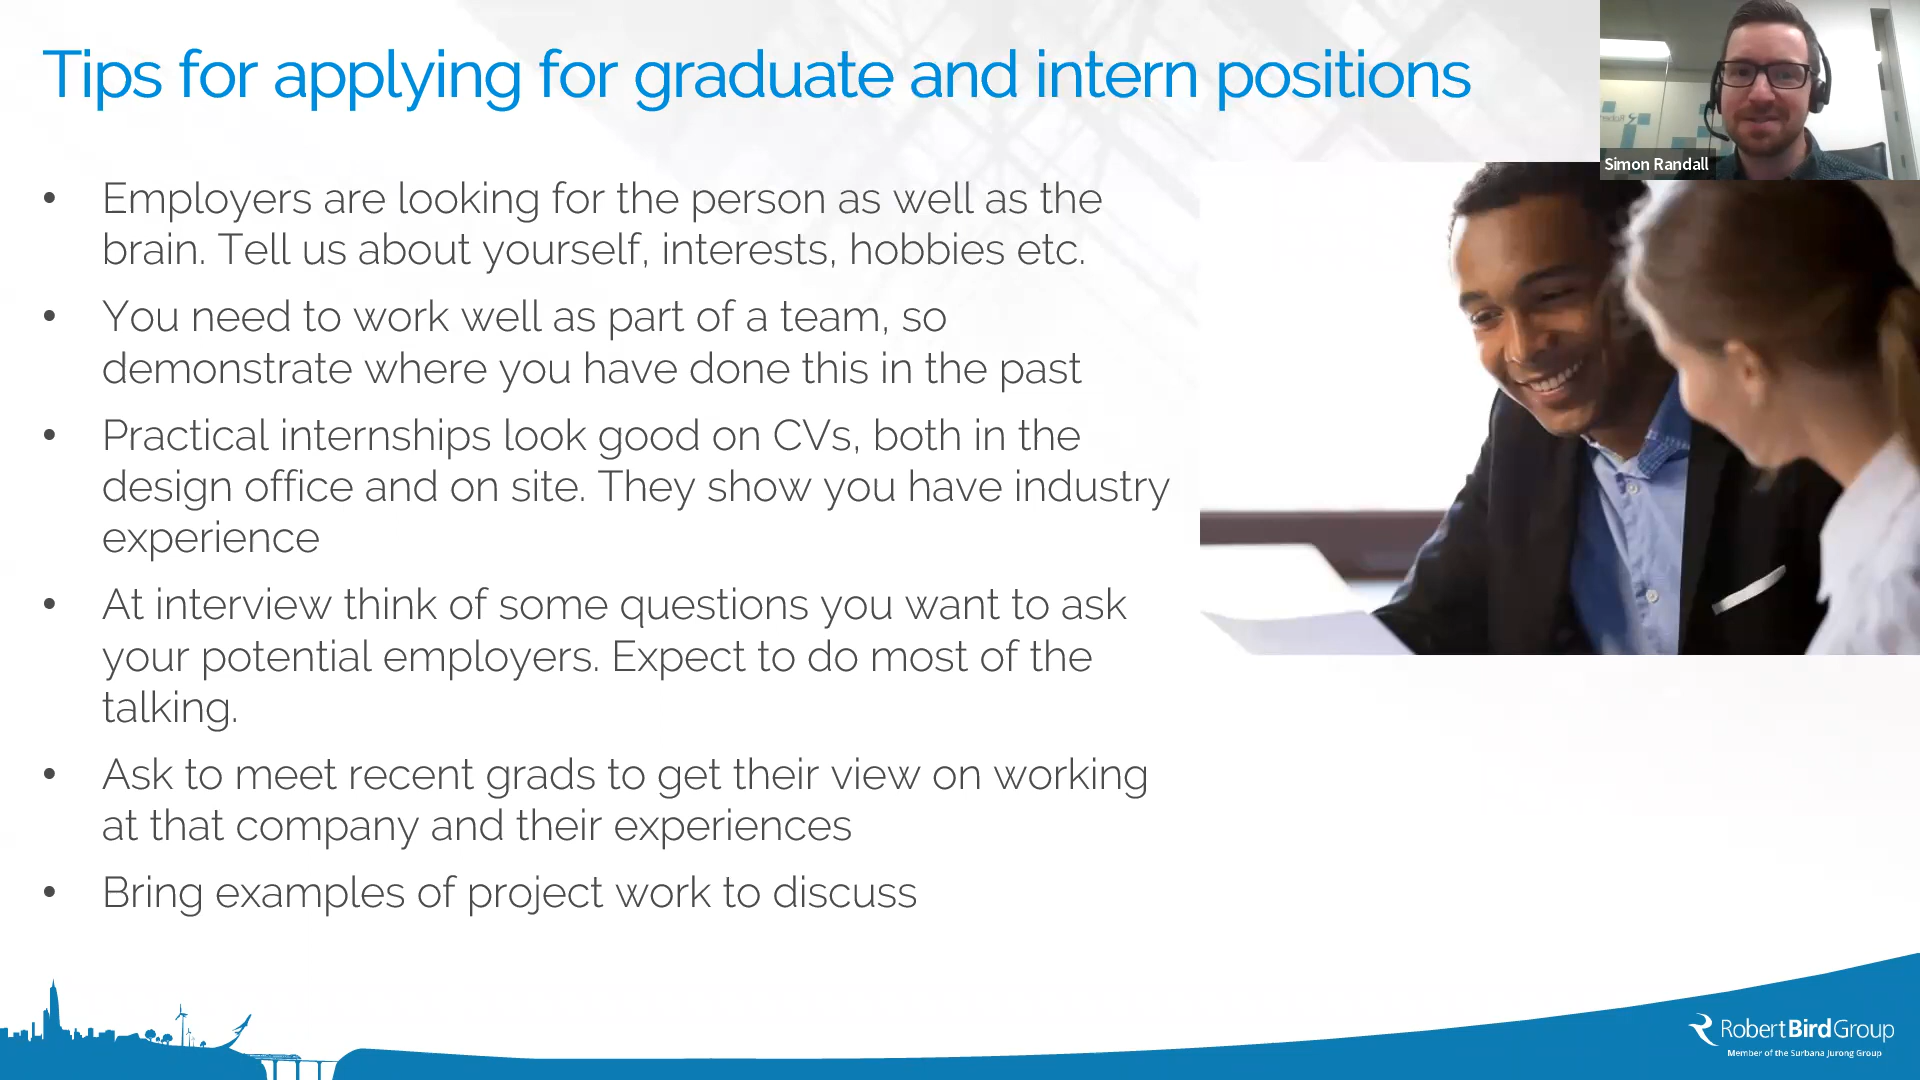 Tips for applying for graduate and intern positions
Simon Randall
• Employers are looking for the person as well as the
brain. Tell us about yourself, interests, hobbies etc.
• You need to work well as part of a team, so
demonstrate where you have done this in the past
• Practical internships look good on CVs, both in the
design office and on site. They show you have industry
experience
• At interview think of some questions you want to ask
your potential employers. Expect to do most of the
talking.
• Ask to meet recent grads to get their view on working
at that company and their experiences
• Bring examples of project work to discuss
RobertBirdGroup
Member of the Surbana Jurong Group